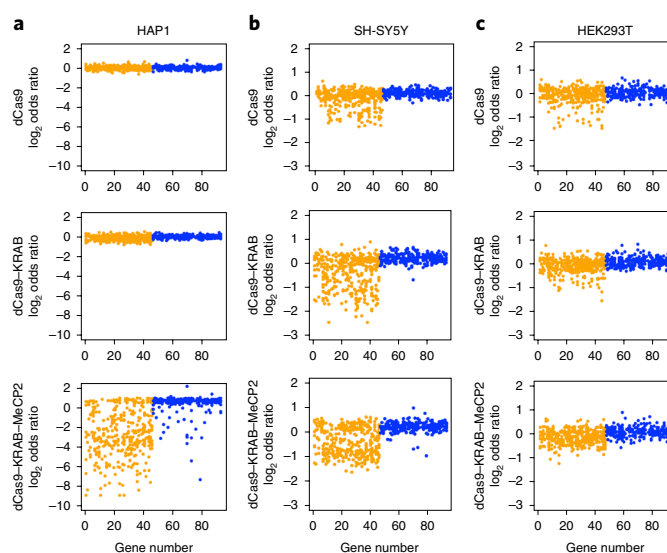 a HAP1
b SH-SY5Y
c HEK293T
dCas9
log2 odds ratio
2
0
−2
−4
−6
−8
−10
0 20 40 60 80
dCas9
log2 odds ratio
2
1
0
−1
−2
−3
0 20 40 60 80
dCas9
log2 odds ratio
2
1
0
−1
−2
−3
0 20 40 60 80
dCas9–KRAB
log2 odds ratio
2
0
−2
−4
−6
−8
−10
0 20 40 60 80
dCas9–KRAB
log2 odds ratio
2
1
0
−1
−2
−3
0 20 40 60 80
dCas9–KRAB
log2 odds ratio
2
1
0
−1
−2
−3
0 20 40 60 80
dCas9–KRAB–MeCP2
log2 odds ratio
2
0
−2
−4
−6
−8
−10
0 20 40 60 80
Gene number
dCas9–KRAB–MeCP2
log2 odds ratio
2
1
0
−1
−2
−3
0 20 40 60 80
Gene number
dCas9–KRAB–MeCP2
log2 odds ratio
2
1
0
−1
−2
−3
0 20 40 60 80
Gene number